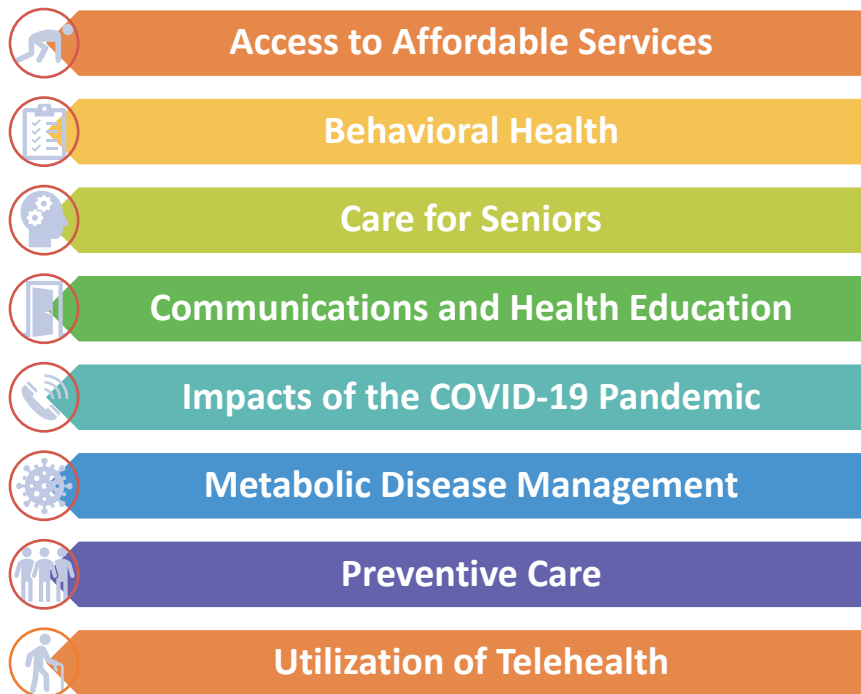 Access to Affordable Services
Behavioral Health
Care for Seniors
Communications and Health Education
Impacts of the COVID-19 Pandemic
Metabolic Disease Management
Preventive Care
Utilization of Telehealth